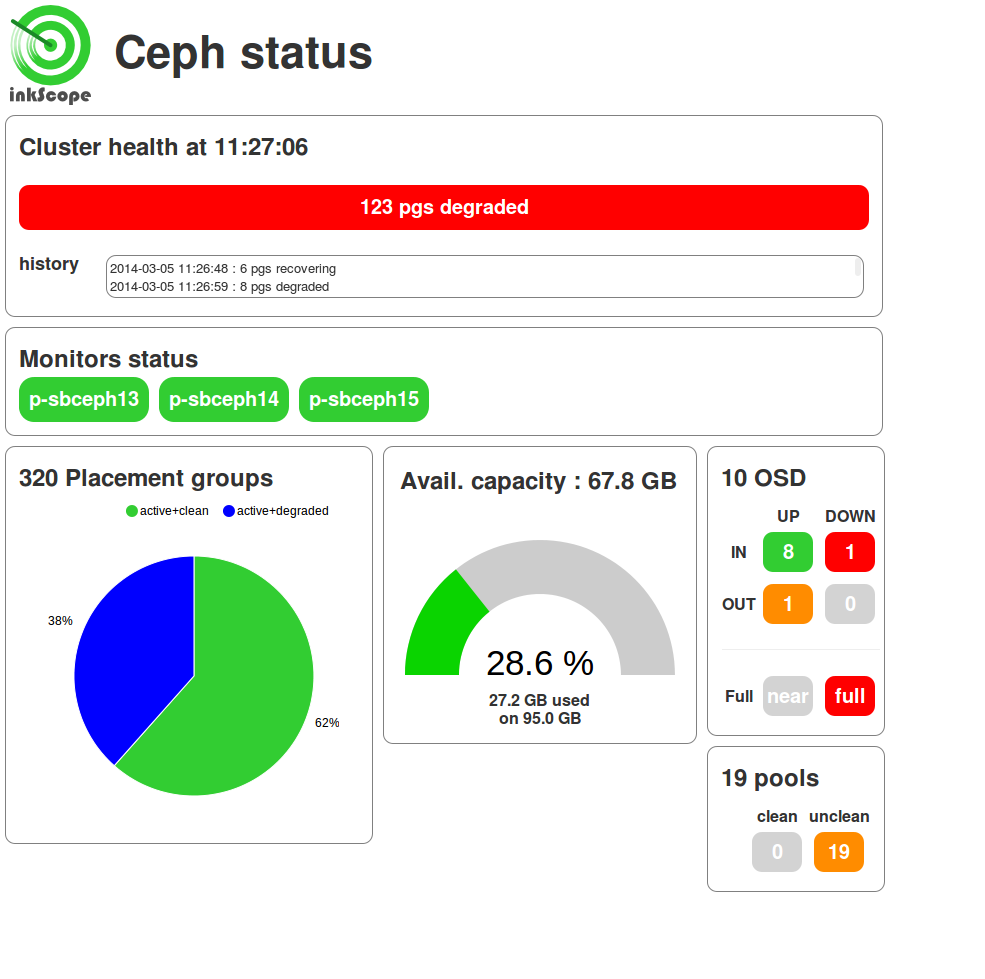 inkScope
Ceph status
Cluster health at 11:27:06
123 pgs degraded
history
2014-03-05 11:26:48 : 6 pgs recovering
2014-03-05 11:26:59 : 8 pgs degraded
Monitors status
p-sbceph13 p-sbceph14 p-sbceph15
320 Placement groups
active+clean active+degraded
38%
62%
Avail. capacity : 67.8 GB
28.6 %
27.2 GB used
on 95.0 GB
10 OSD
UP DOWN
IN 8 1
OUT 1 0
Full near full
19 pools
clean unclean
0 19